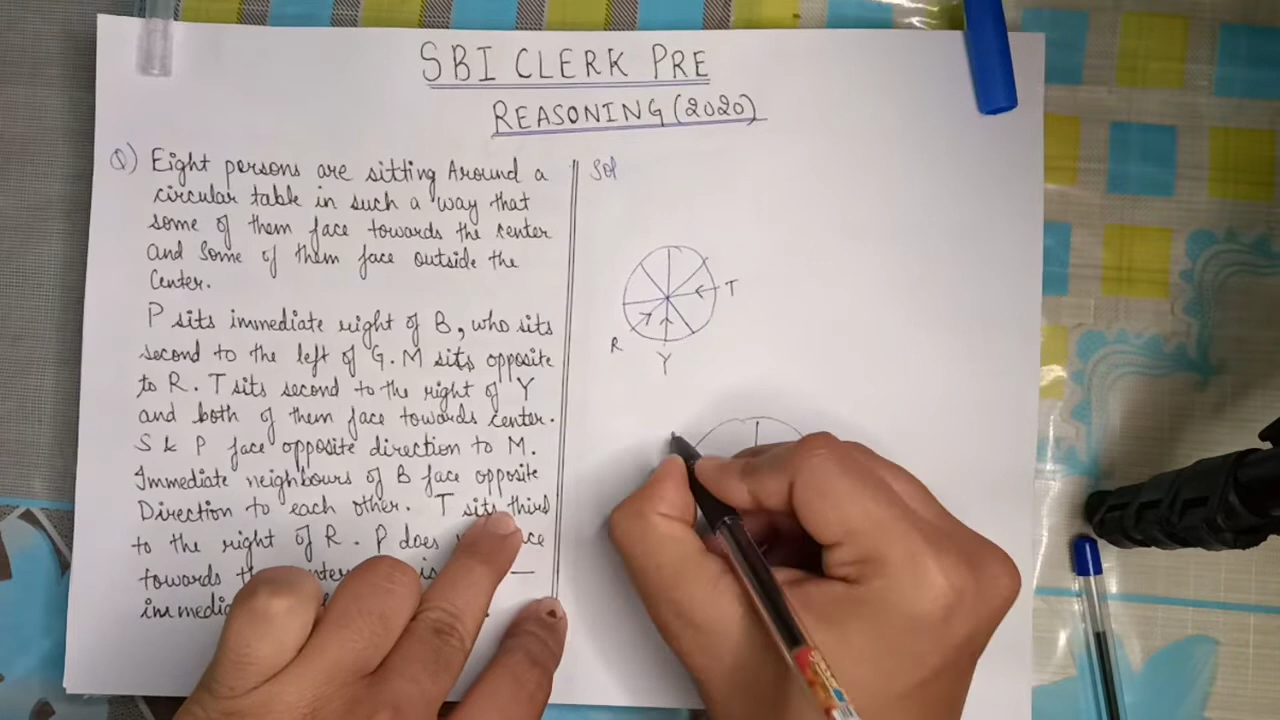 SBI CLERK PRE
REASONING (2020)
Q) Eight persons are sitting Around a
circular table in such a way that
some of them face towards the center
and Some of them face outside the
Center.
P sits immediate right of B, who sits
second to the left of G. M sits opposite
to R. T sits second to the right of Y
and both of them face towards center.
S & P face opposite direction to M.
Immediate neighbours of B face opposite
Direction to each other. T sits third
to the right of R. P does
towards
Sol
T
R
Y